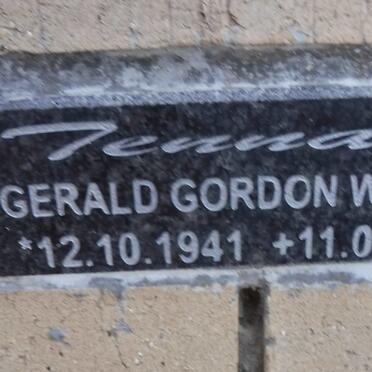 Tenna
GERALD GORDON W
*12.10.1941 +11.0